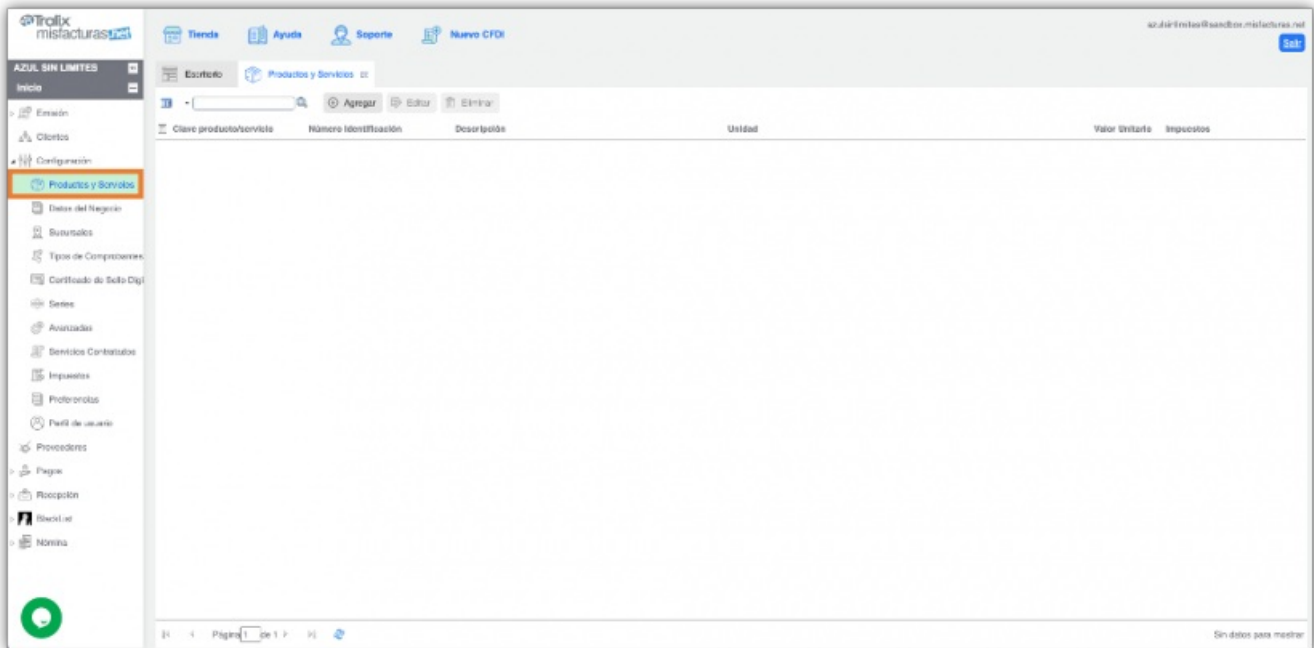 Trolix
misfacturas.net
Tienda
Ayuda
Soporte
Nuevo CFDI
Salir
AZUL SIN LIMITES
Inicio
Emisión
Clientes
Configuración
Productos y Servicios
Datos del Negocio
Sucursales
Tipos de Comprobantes
Certificado de Sello Digi
Series
Avanzadas
Servicios Contratados
Impuestos
Preferencias
Perfil de usuario
Proveedores
Pagos
Recepción
BlackList
Nómina
Escritorio
Productos y Servicios
Agregar
Editar
Eliminar
Clave producto/servicio Número Identificación Descripción Unidad Valor Unitario Impuestos
Página 1 de 1
Sin datos para mostrar